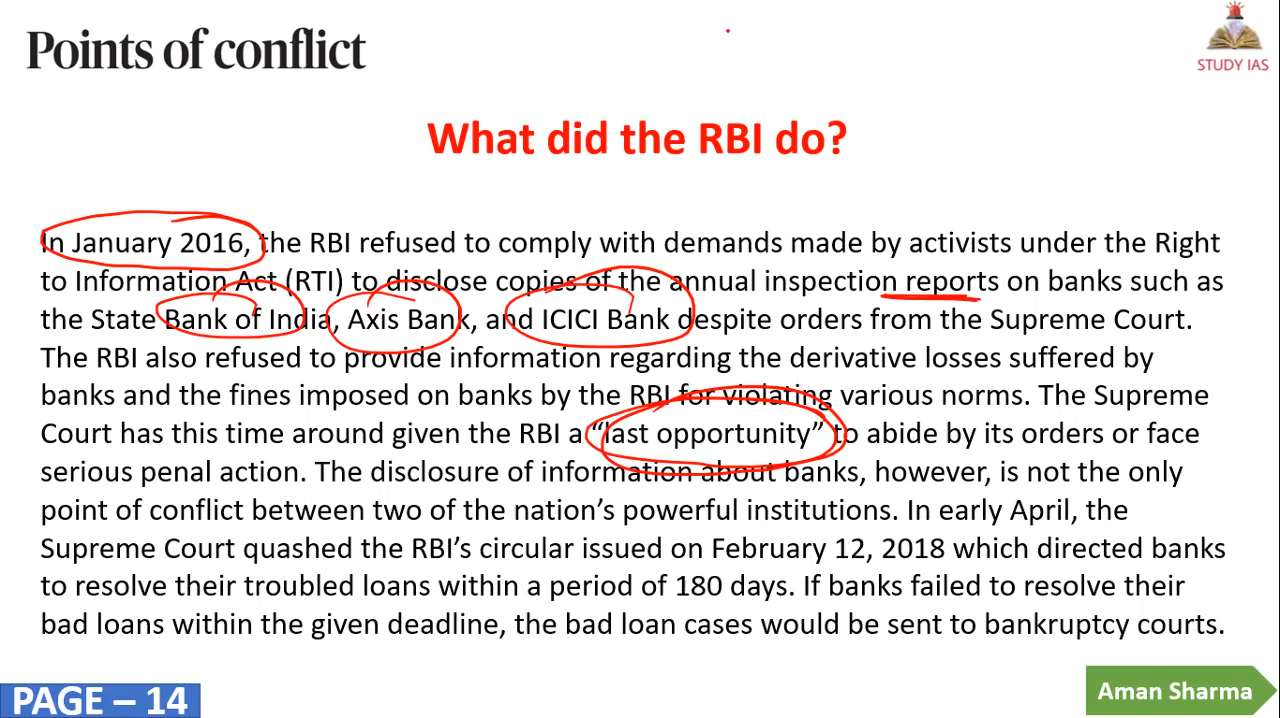 Points of conflict
STUDY IAS
What did the RBI do?
In January 2016, the RBI refused to comply with demands made by activists under the Right
to Information Act (RTI) to disclose copies of the annual inspection reports on banks such as
the State Bank of India, Axis Bank, and ICICI Bank despite orders from the Supreme Court.
The RBI also refused to provide information regarding the derivative losses suffered by
banks and the fines imposed on banks by the RBI for violating various norms. The Supreme
Court has this time around given the RBI a “last opportunity” to abide by its orders or face
serious penal action. The disclosure of information about banks, however, is not the only
point of conflict between two of the nation’s powerful institutions. In early April, the
Supreme Court quashed the RBI’s circular issued on February 12, 2018 which directed banks
to resolve their troubled loans within a period of 180 days. If banks failed to resolve their
bad loans within the given deadline, the bad loan cases would be sent to bankruptcy courts.
PAGE – 14
Aman Sharma